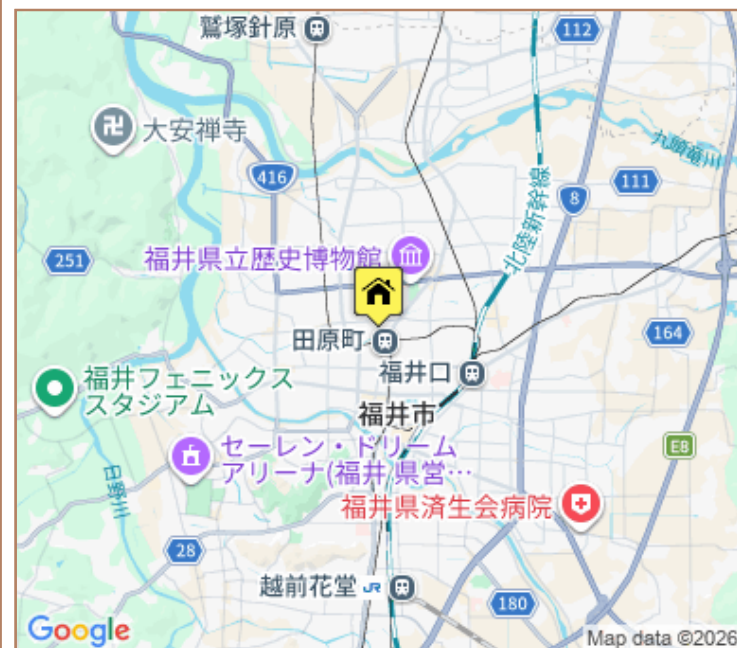 鷲塚針原
112
大安禅寺
九頭竜川
416
111
8
北陸新幹線
251
福井県立歴史博物館
田原町
164
福井口
福井フェニックス
スタジアム
福井市
セーレン・ドリーム
アリーナ(福井県営…
E8
日野川
福井県済生会病院
28
越前花堂 JR
180
Google
Map data ©2026